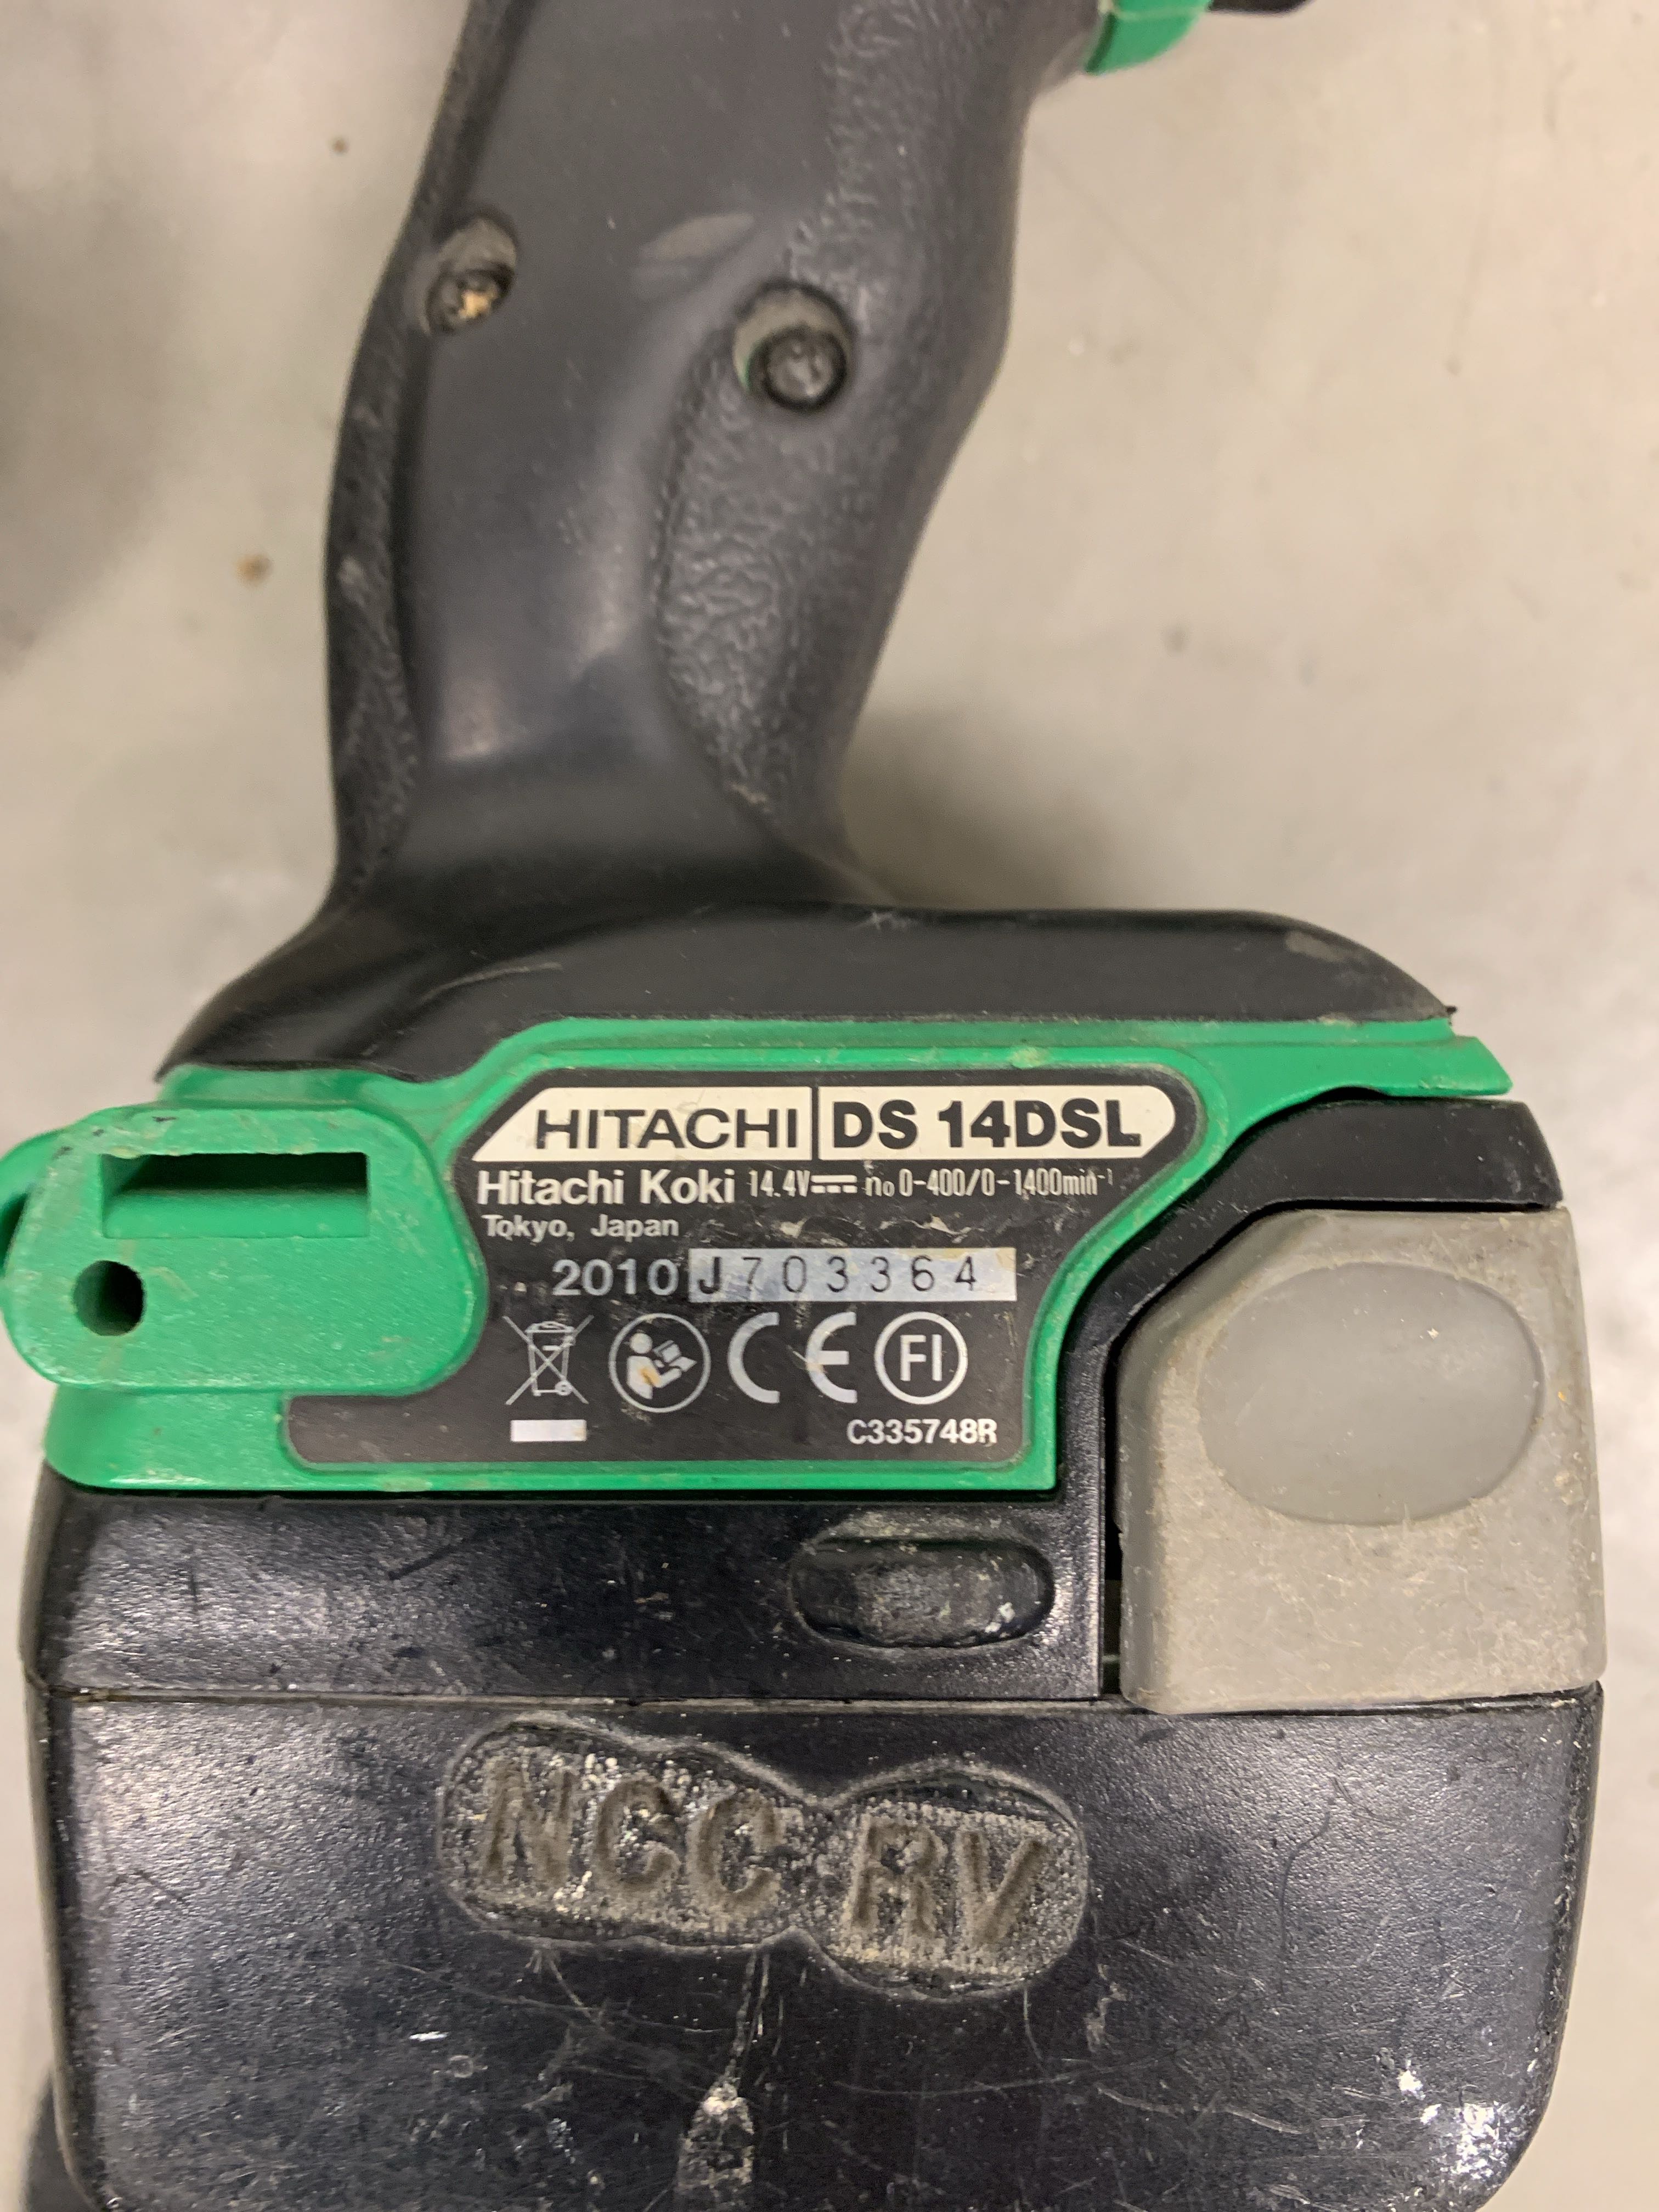 HITACHI DS 14DSL
Hitachi Koki 14.4V⎓ n₀ 0-400/0-1400min⁻¹
Tokyo, Japan
2010 J703364
CE FI
C335748R
NCC RV